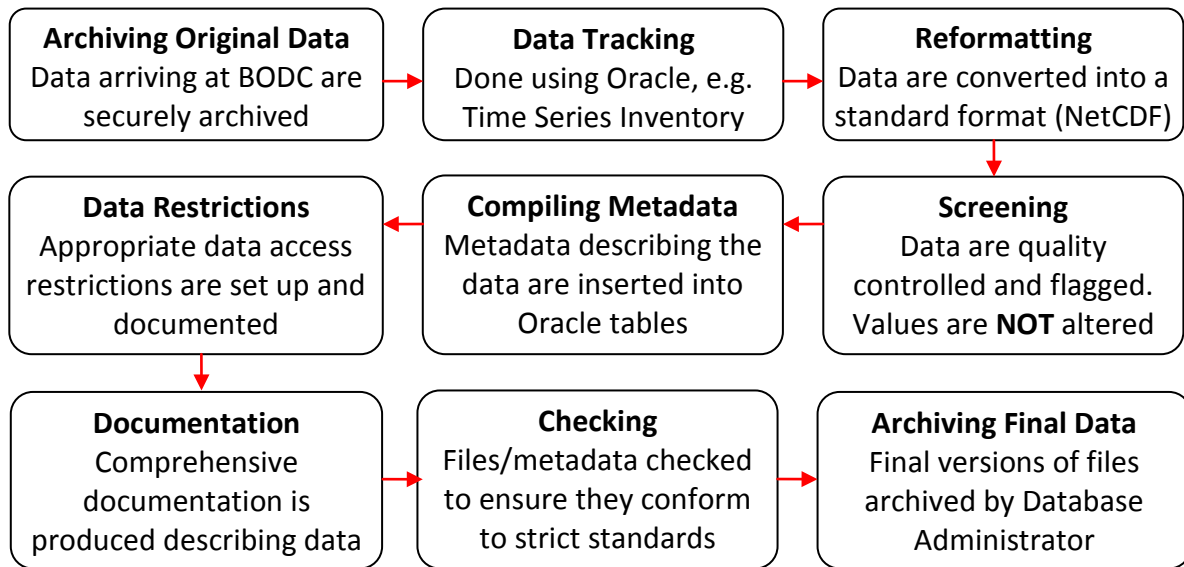 Archiving Original Data
Data arriving at BODC are
securely archived
Data Tracking
Done using Oracle, e.g.
Time Series Inventory
Reformatting
Data are converted into a
standard format (NetCDF)
Screening
Data are quality
controlled and flagged.
Values are NOT altered
Compiling Metadata
Metadata describing the
data are inserted into
Oracle tables
Data Restrictions
Appropriate data access
restrictions are set up and
documented
Documentation
Comprehensive
documentation is
produced describing data
Checking
Files/metadata checked
to ensure they conform
to strict standards
Archiving Final Data
Final versions of files
archived by Database
Administrator